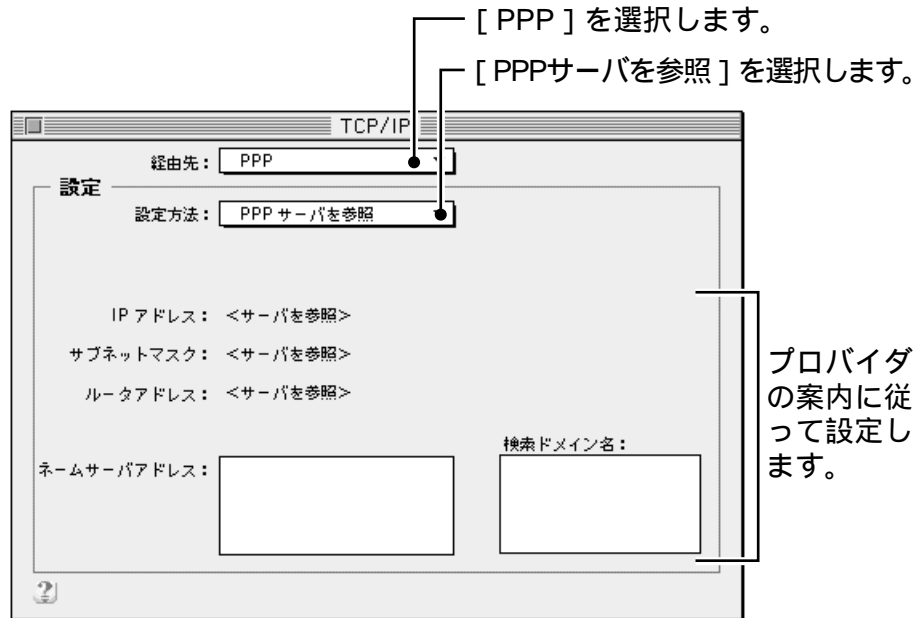 [ PPP ] を選択します。
[ PPPサーバを参照 ] を選択します。
TCP/IP
経由先： PPP
設定
設定方法： PPP サーバを参照
IP アドレス： <サーバを参照>
サブネットマスク： <サーバを参照>
ルータアドレス： <サーバを参照>
プロバイダ
の案内に従
って設定し
ます。
検索ドメイン名：
ネームサーバアドレス：
?